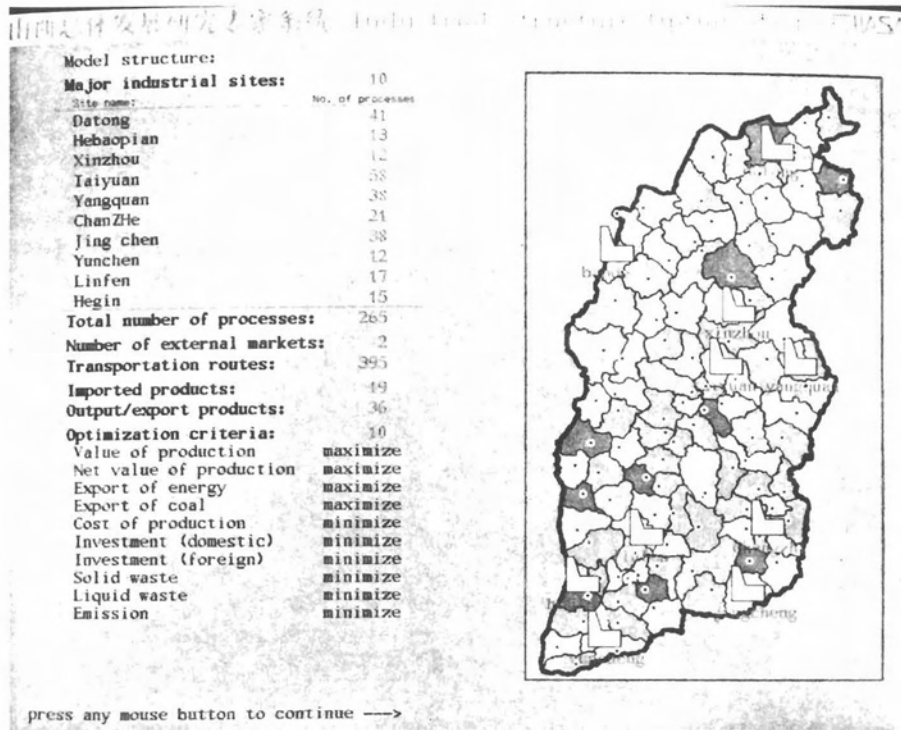 Model structure:
Major industrial sites: 10
Site name: No. of processes
Datong 41
Hebaopian 13
Xinzhou 12
Taiyuan 58
Yangquan 38
ChanZHe 21
Jing chen 38
Yunchen 12
Linfen 17
Hegin 15
Total number of processes: 265
Number of external markets: 2
Transportation routes: 395
Imported products: 19
Output/export products: 36
Optimization criteria: 10
Value of production maximize
Net value of production maximize
Export of energy maximize
Export of coal maximize
Cost of production minimize
Investment (domestic) minimize
Investment (foreign) minimize
Solid waste minimize
Liquid waste minimize
Emission minimize
press any mouse button to continue --->